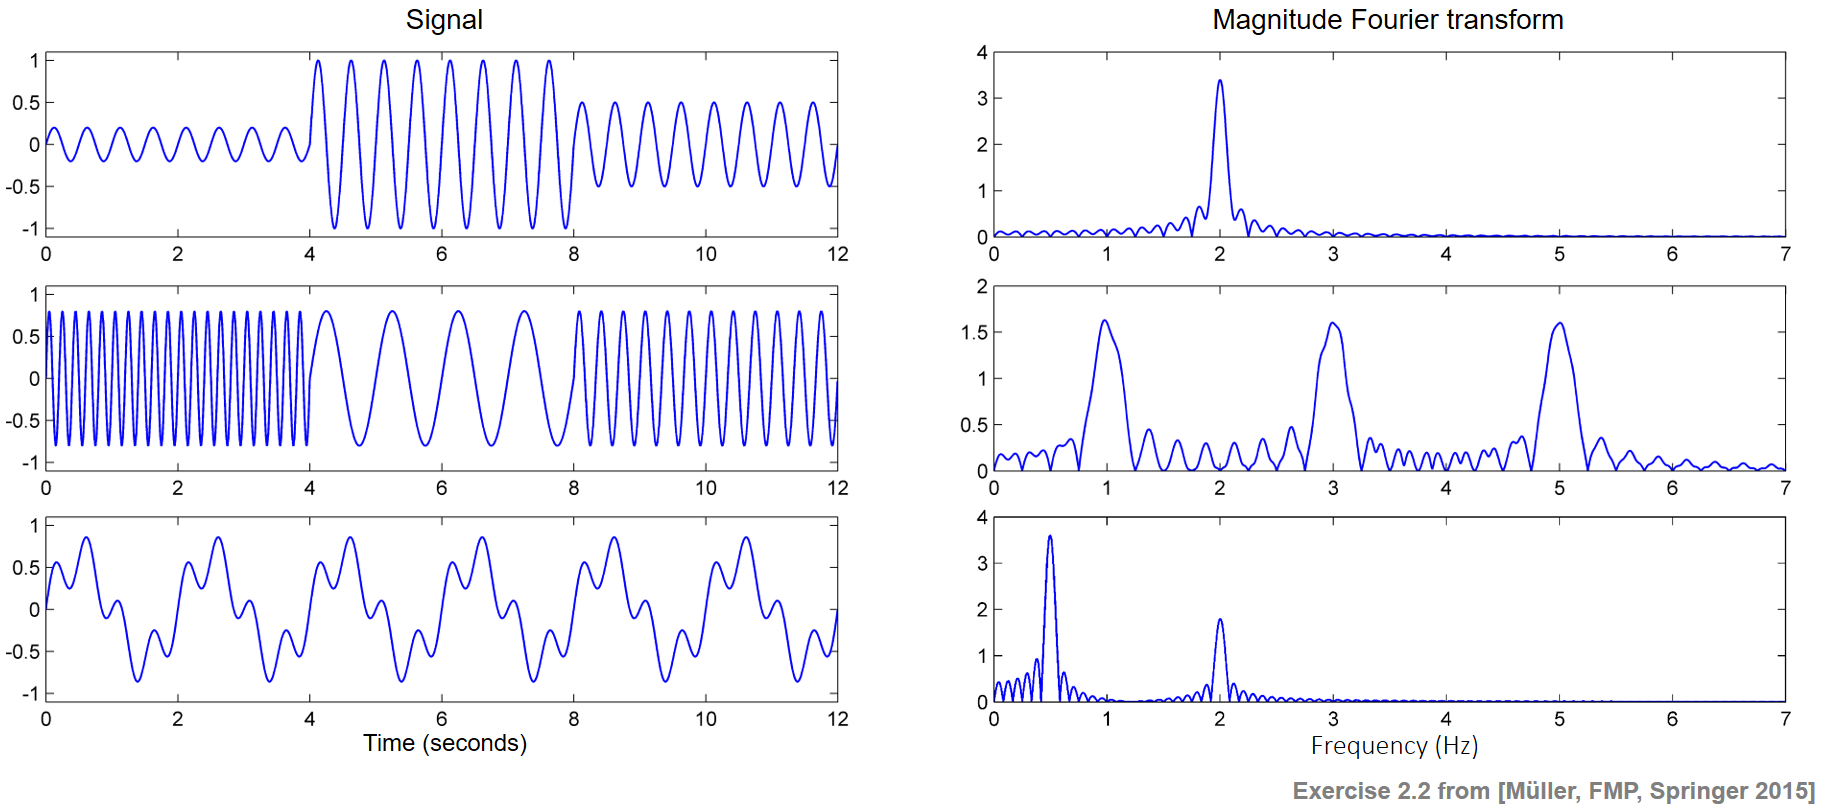 Signal
Magnitude Fourier transform
1
0.5
0
-0.5
-1
0 2 4 6 8 10 12
4
3
2
1
0
0 1 2 3 4 5 6 7
1
0.5
0
-0.5
-1
0 2 4 6 8 10 12
2
1.5
1
0.5
0
0 1 2 3 4 5 6 7
1
0.5
0
-0.5
-1
0 2 4 6 8 10 12
Time (seconds)
4
3
2
1
0
0 1 2 3 4 5 6 7
Frequency (Hz)
Exercise 2.2 from [Müller, FMP, Springer 2015]